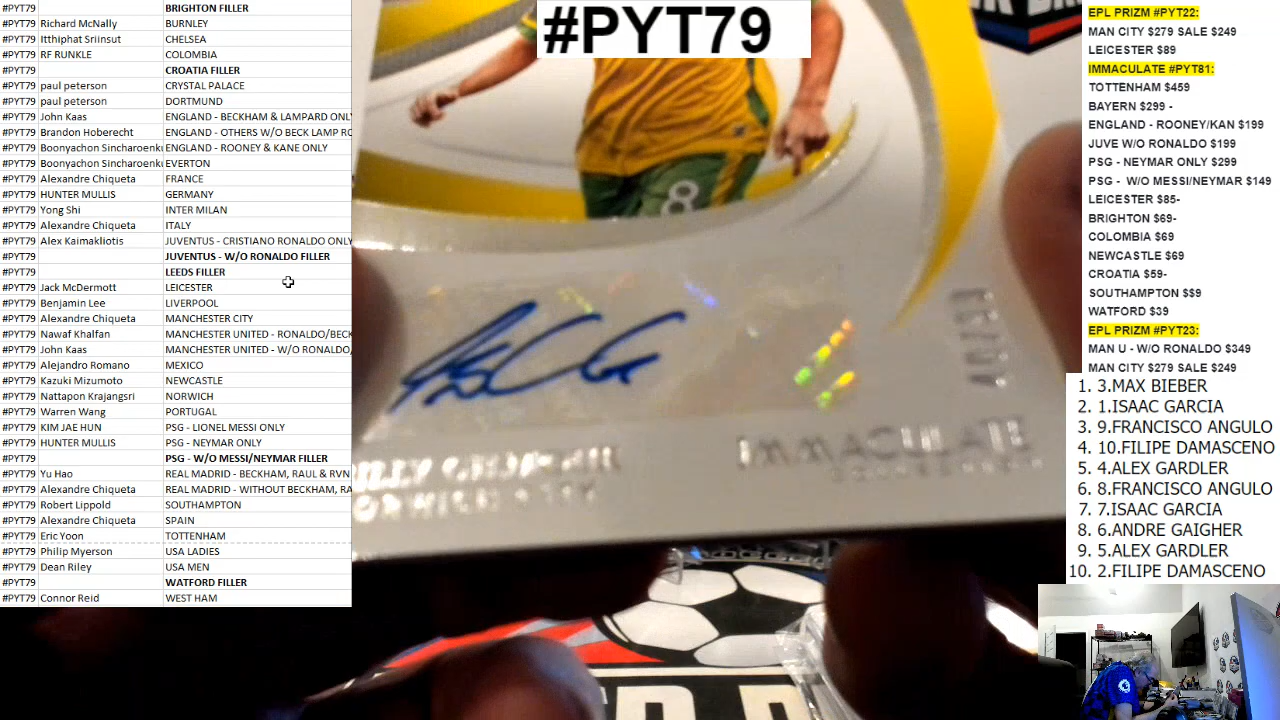 #PYT79 BRIGHTON FILLER
#PYT79 Richard McNally BURNLEY
#PYT79 Itthiphat Sriinsut CHELSEA
#PYT79 RF RUNKLE COLOMBIA
#PYT79 CROATIA FILLER
#PYT79 paul peterson CRYSTAL PALACE
#PYT79 paul peterson DORTMUND
#PYT79 John Kaas ENGLAND - BECKHAM & LAMPARD ONLY
#PYT79 Brandon Hoberecht ENGLAND - OTHERS W/O BECK LAMP RO
#PYT79 Boonyachon Sincharoenku ENGLAND - ROONEY & KANE ONLY
#PYT79 Boonyachon Sincharoenku EVERTON
#PYT79 Alexandre Chiqueta FRANCE
#PYT79 HUNTER MULLIS GERMANY
#PYT79 Yong Shi INTER MILAN
#PYT79 Alexandre Chiqueta ITALY
#PYT79 Alex Kaimakliotis JUVENTUS - CRISTIANO RONALDO ONLY
#PYT79 JUVENTUS - W/O RONALDO FILLER
#PYT79 LEEDS FILLER
#PYT79 Jack McDermott LEICESTER
#PYT79 Benjamin Lee LIVERPOOL
#PYT79 Alexandre Chiqueta MANCHESTER CITY
#PYT79 Nawaf Khalfan MANCHESTER UNITED - RONALDO/BECK
#PYT79 John Kaas MANCHESTER UNITED - W/O RONALDO/
#PYT79 Alejandro Romano MEXICO
#PYT79 Kazuki Mizumoto NEWCASTLE
#PYT79 Nattapon Krajangsri NORWICH
#PYT79 Warren Wang PORTUGAL
#PYT79 KIM JAE HUN PSG - LIONEL MESSI ONLY
#PYT79 HUNTER MULLIS PSG - NEYMAR ONLY
#PYT79 PSG - W/O MESSI/NEYMAR FILLER
#PYT79 Yu Hao REAL MADRID - BECKHAM, RAUL & RVN
#PYT79 Alexandre Chiqueta REAL MADRID - WITHOUT BECKHAM, RA
#PYT79 Robert Lippold SOUTHAMPTON
#PYT79 Alexandre Chiqueta SPAIN
#PYT79 Eric Yoon TOTTENHAM
#PYT79 Philip Myerson USA LADIES
#PYT79 Dean Riley USA MEN
#PYT79 WATFORD FILLER
#PYT79 Connor Reid WEST HAM
#PYT79
8
IMMACULATE
EPL PRIZM #PYT22:
MAN CITY $279 SALE $249
LEICESTER $89
IMMACULATE #PYT81:
TOTTENHAM $459
BAYERN $299 -
ENGLAND - ROONEY/KAN $199
JUVE W/O RONALDO $199
PSG - NEYMAR ONLY $299
PSG - W/O MESSI/NEYMAR $149
LEICESTER $85-
BRIGHTON $69-
COLOMBIA $69
NEWCASTLE $69
CROATIA $59-
SOUTHAMPTON $$9
WATFORD $39
EPL PRIZM #PYT23:
MAN U - W/O RONALDO $349
MAN CITY $279 SALE $249
1. 3.MAX BIEBER
2. 1.ISAAC GARCIA
3. 9.FRANCISCO ANGULO
4. 10.FILIPE DAMASCENO
5. 4.ALEX GARDLER
6. 8.FRANCISCO ANGULO
7. 7.ISAAC GARCIA
8. 6.ANDRE GAIGHER
9. 5.ALEX GARDLER
10. 2.FILIPE DAMASCENO